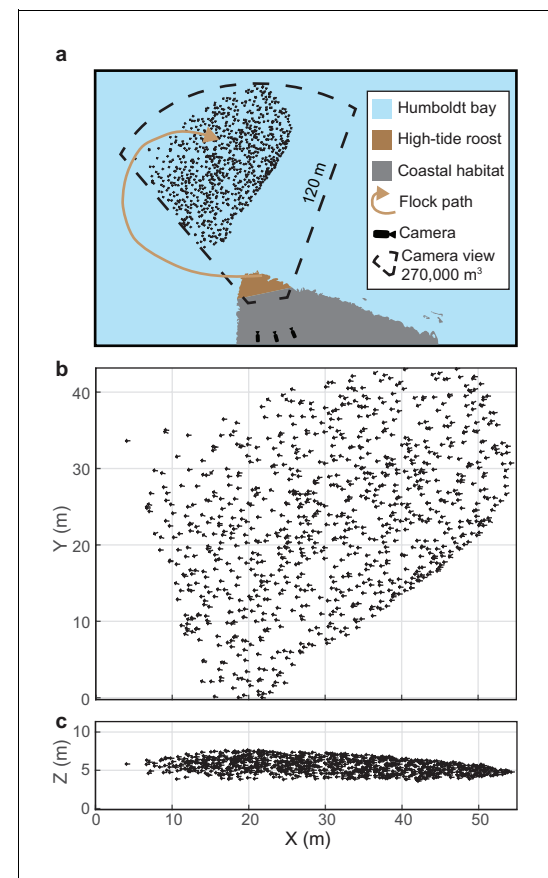 a
120 m
Humboldt bay
High-tide roost
Coastal habitat
Flock path
Camera
Camera view
270,000 m³
b
40
30
20
10
0
Y (m)
c
10
5
0
Z (m)
0 10 20 30 40 50
X (m)